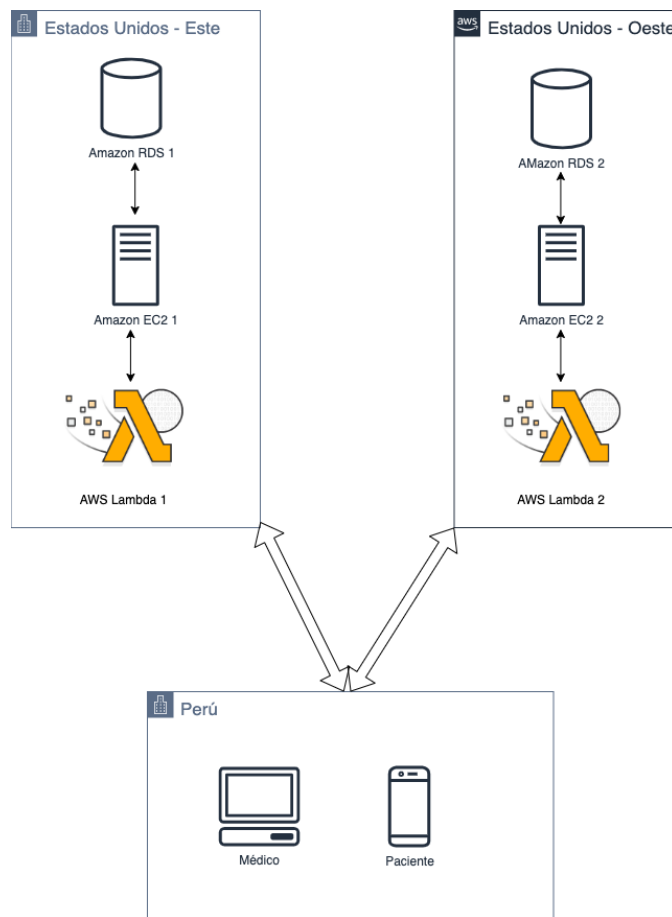 Estados Unidos - Este
aws
Estados Unidos - Oeste
Amazon RDS 1
AMazon RDS 2
Amazon EC2 1
Amazon EC2 2
AWS Lambda 1
AWS Lambda 2
Perú
Médico
Paciente